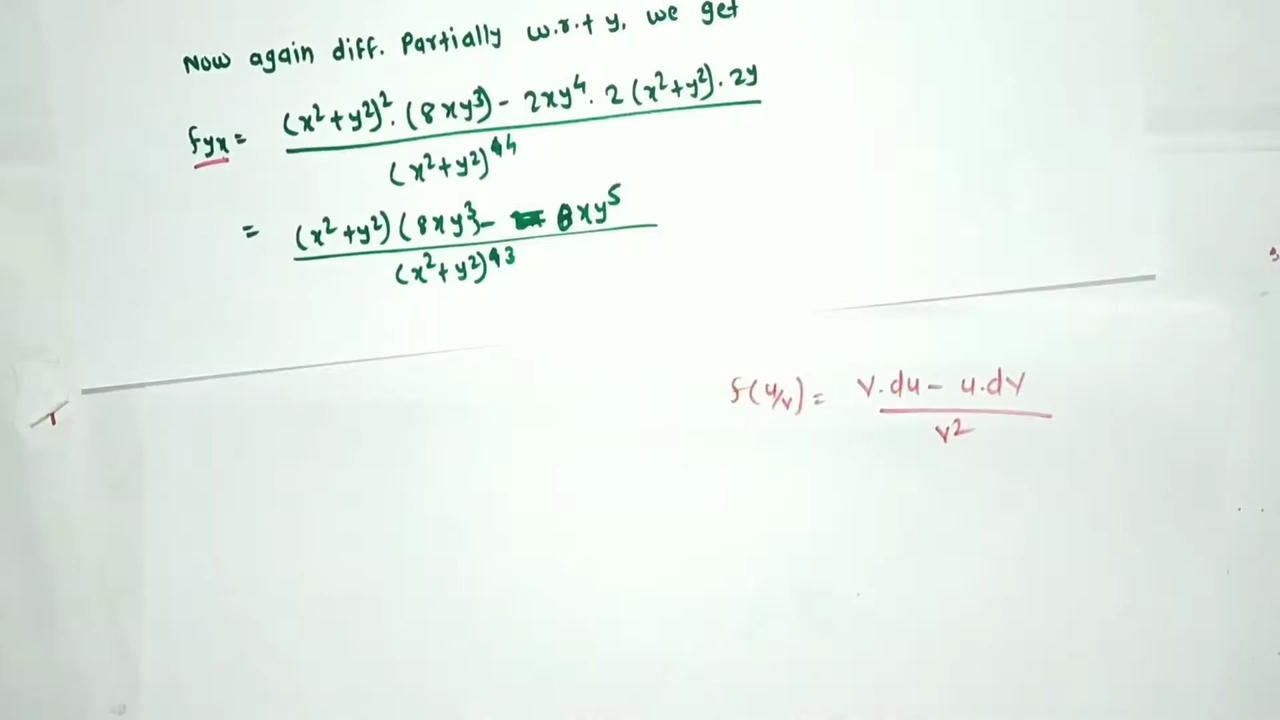 Now again diff. Partially w.r.t y, we get
fyx = (x²+y²)². (8xy³) - 2xy⁴. 2(x²+y²). 2y
(x²+y²)⁴
= (x²+y²)(8xy³- 8xy⁵
(x²+y²)³
f(u/v) = v.du - u.dv
v²